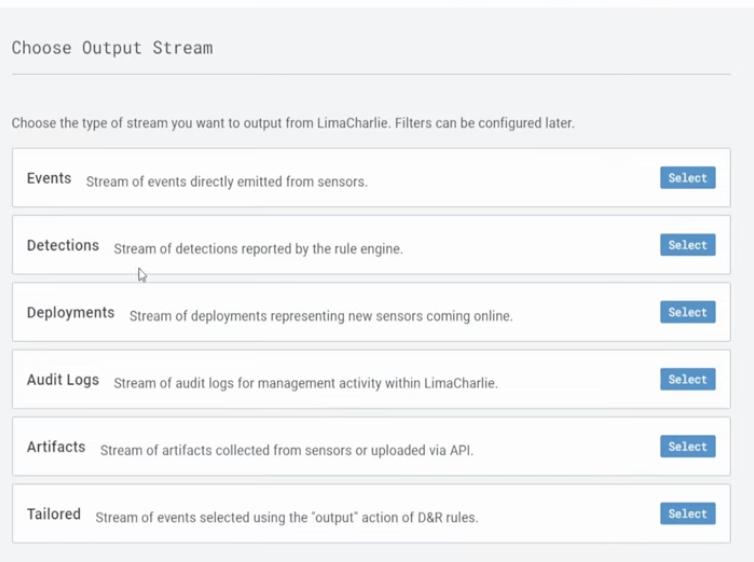 Choose Output Stream
Choose the type of stream you want to output from LimaCharlie. Filters can be configured later.
Events Stream of events directly emitted from sensors. Select
Detections Stream of detections reported by the rule engine. Select
Deployments Stream of deployments representing new sensors coming online. Select
Audit Logs Stream of audit logs for management activity within LimaCharlie. Select
Artifacts Stream of artifacts collected from sensors or uploaded via API. Select
Tailored Stream of events selected using the "output" action of D&R rules. Select